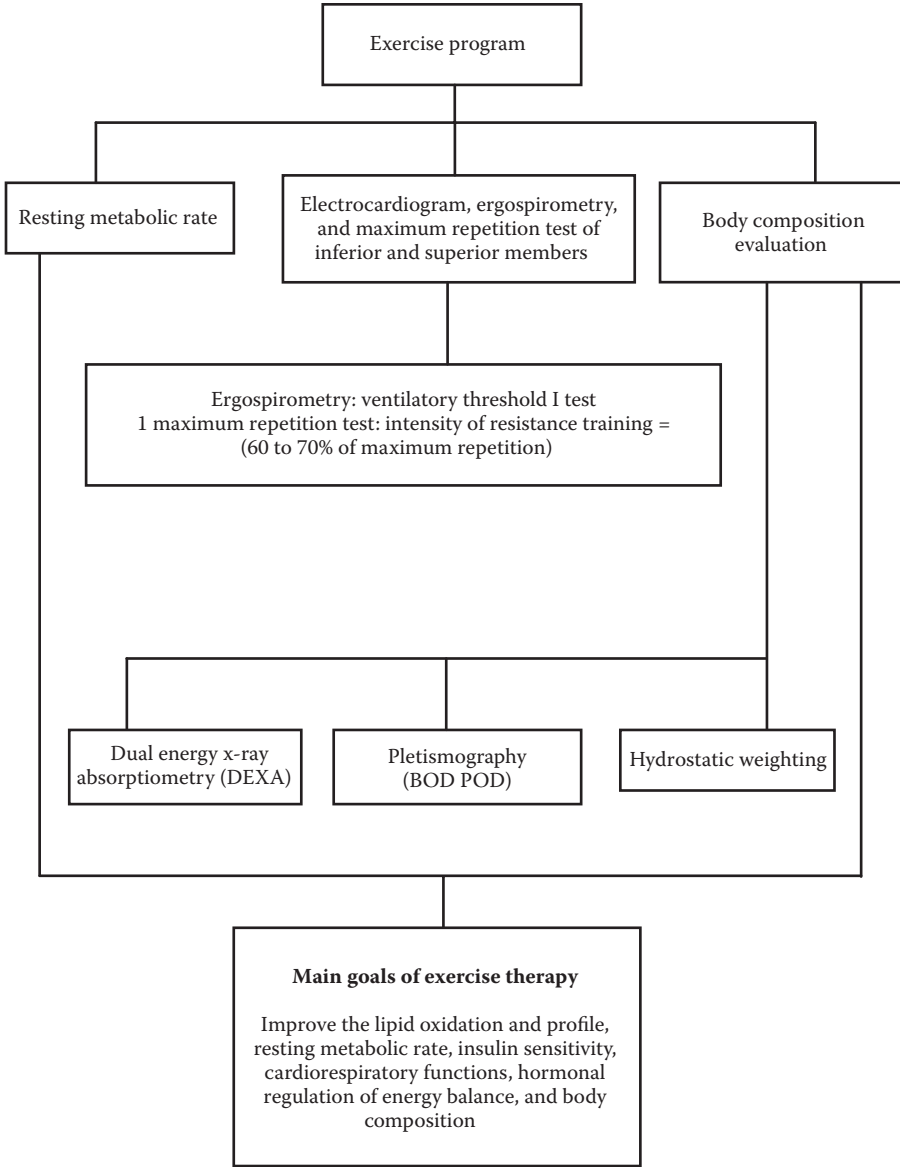 Exercise program
Resting metabolic rate
Electrocardiogram, ergospirometry,
and maximum repetition test of
inferior and superior members
Body composition
evaluation
Ergospirometry: ventilatory threshold I test
1 maximum repetition test: intensity of resistance training =
(60 to 70% of maximum repetition)
Dual energy x-ray
absorptiometry (DEXA)
Pletismography
(BOD POD)
Hydrostatic weighting
Main goals of exercise therapy
Improve the lipid oxidation and profile,
resting metabolic rate, insulin sensitivity,
cardiorespiratory functions, hormonal
regulation of energy balance, and body
composition